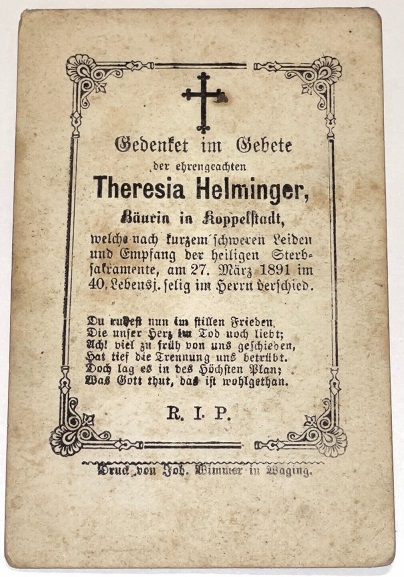 Gedenket im Gebete
der ehrengeachten
Theresia Helminger,
Bäurin in Koppelstadt,
welche nach kurzem schweren Leiden
und Empfang der heiligen Sterb-
sakramente, am 27. März 1891 im
40. Lebensj. selig im Herrn verschied.
Du ruhest nun im stillen Frieden,
Die unser Herz im Tod noch liebt;
Ach! viel zu früh von uns geschieden,
Hat tief die Trennung uns betrübt.
Doch lag es in des Höchsten Plan;
Was Gott thut, das ist wohlgethan.
R. I. P.
Druck von Joh. Wimmer in Waging.